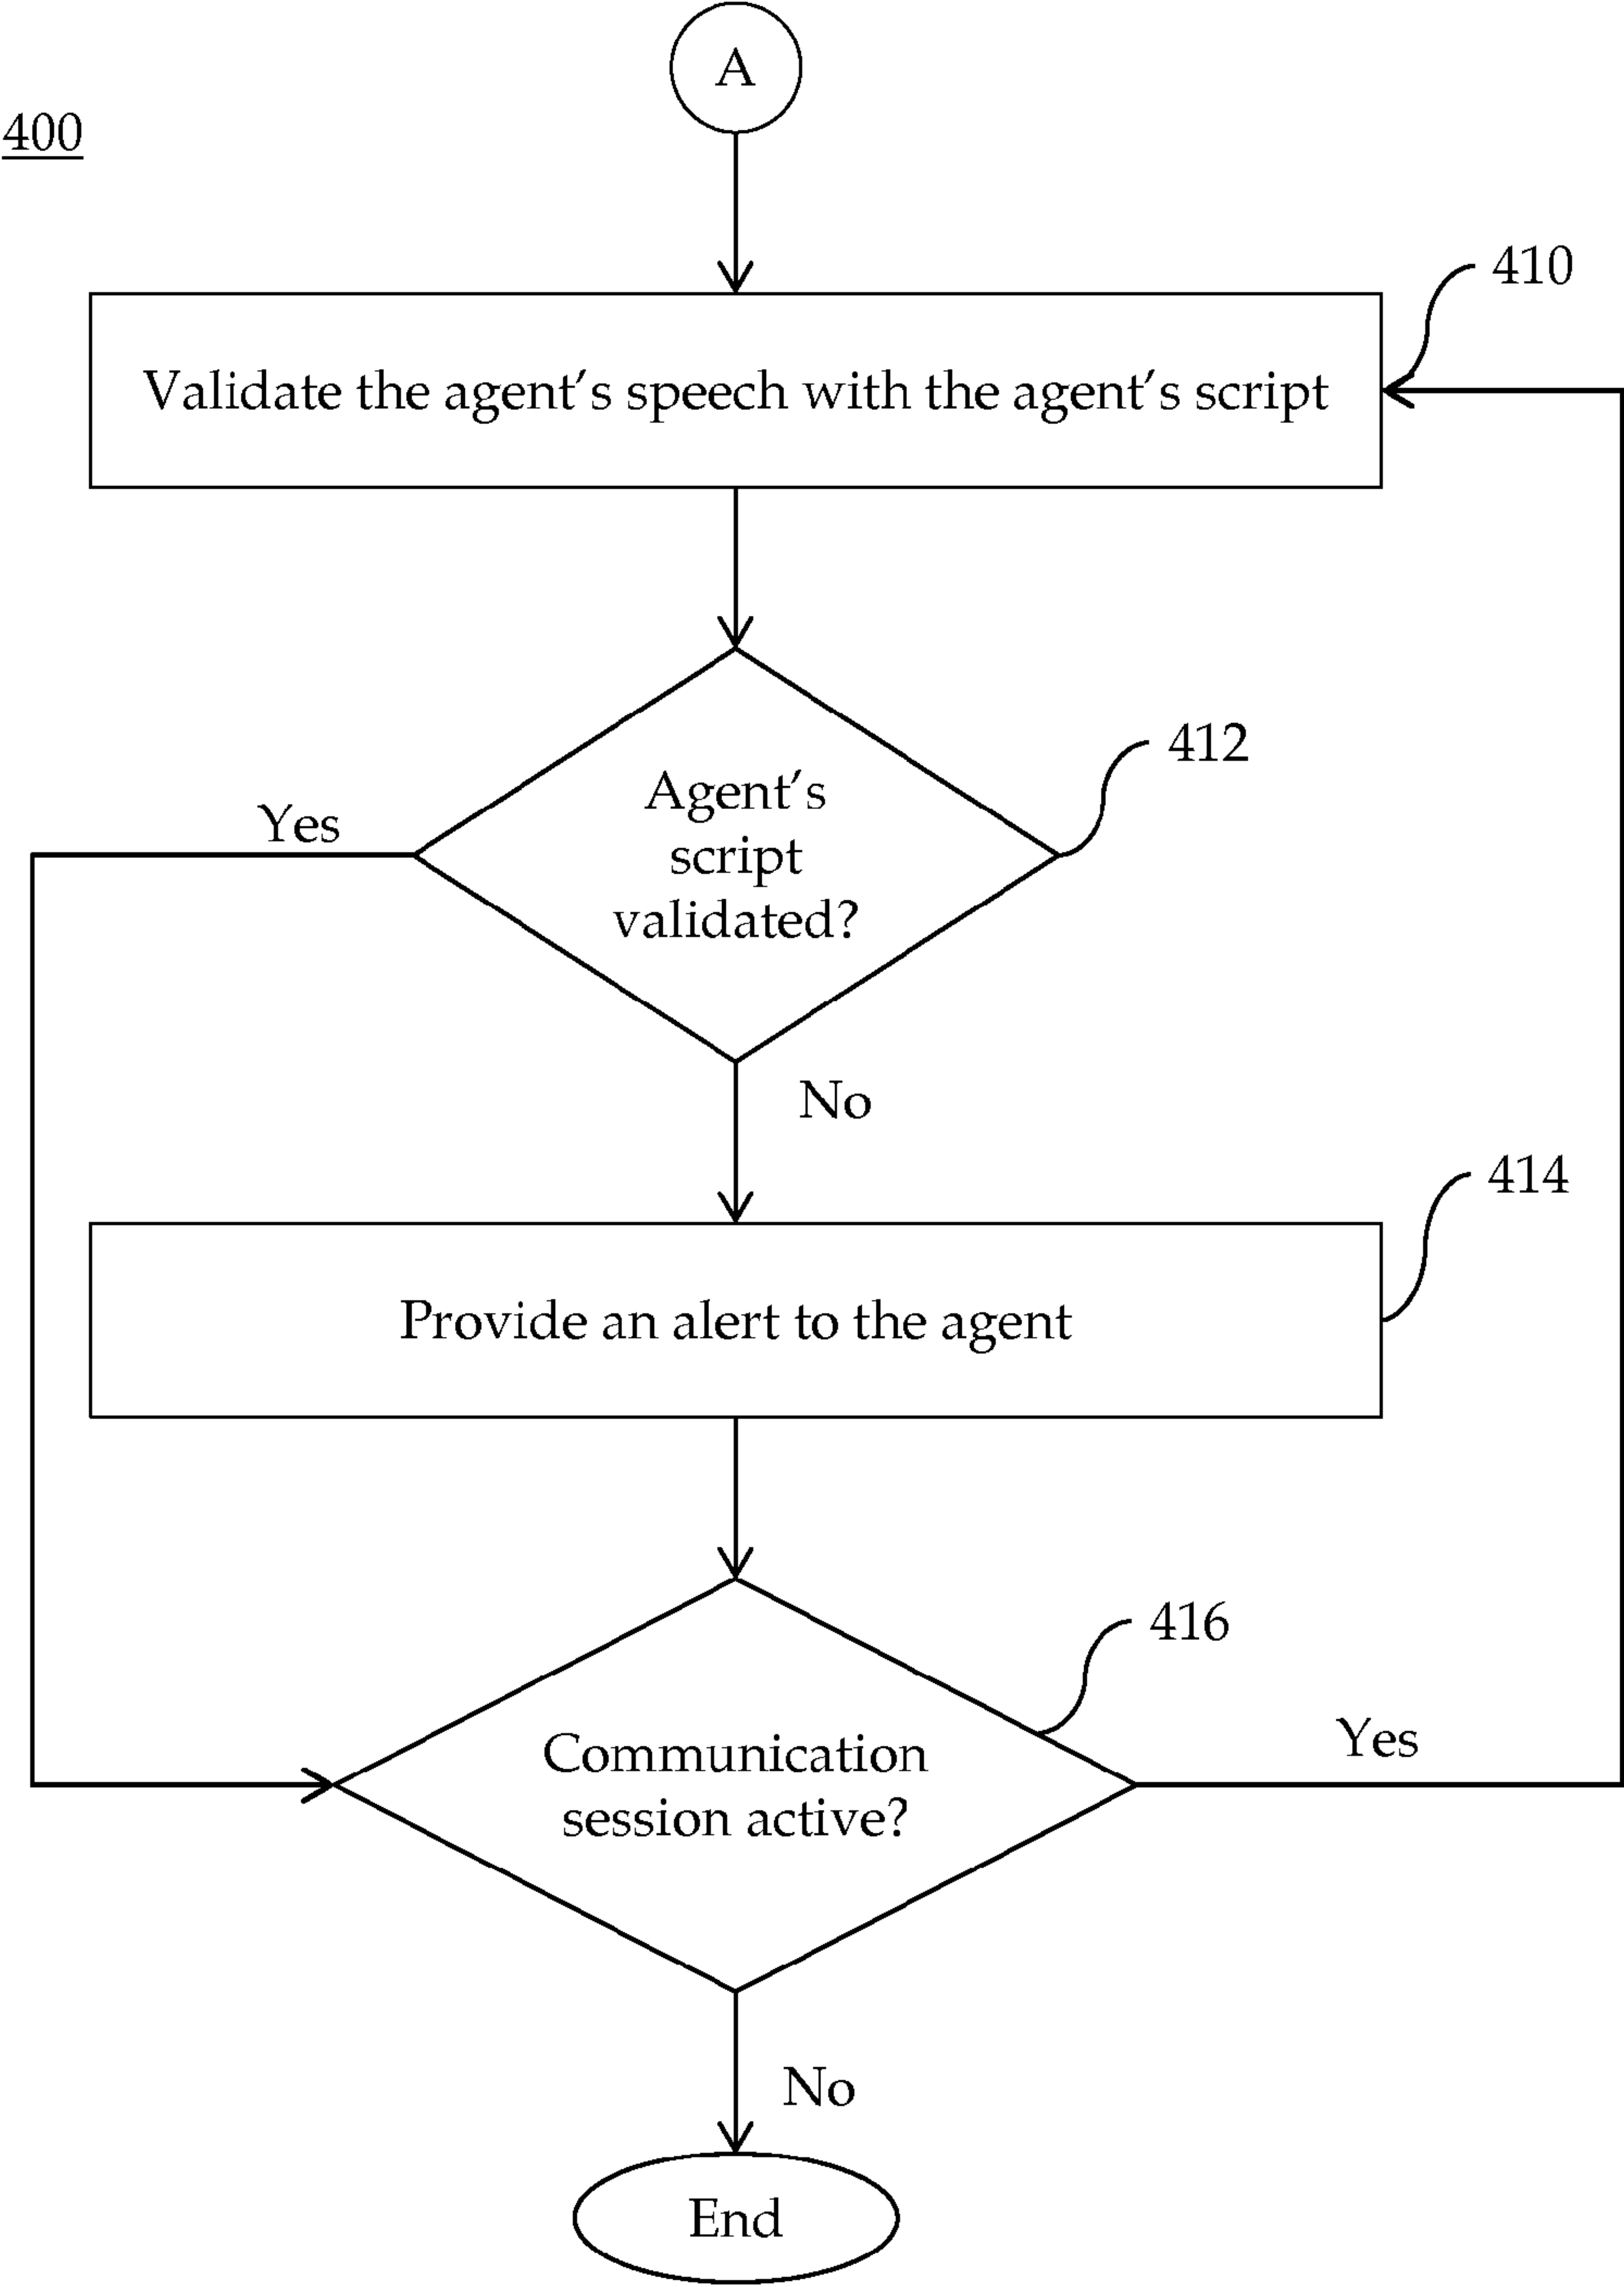 A
400
410
Validate the agent’s speech with the agent’s script
412
Agent’s
script
validated?
Yes
No
414
Provide an alert to the agent
416
Communication
session active?
Yes
No
End